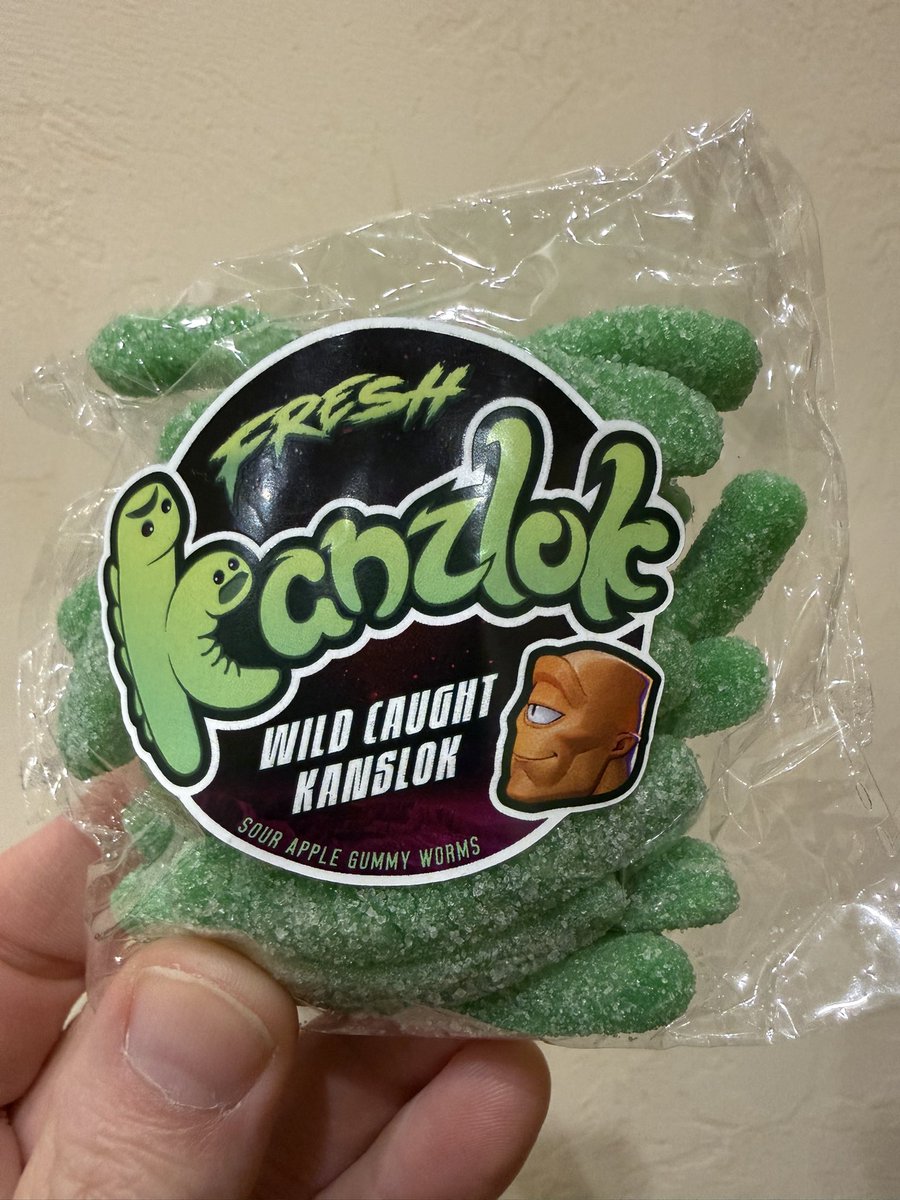 FRESH
Kanzlok
WILD CAUGHT
KANSLOK
SOUR APPLE GUMMY WORMS